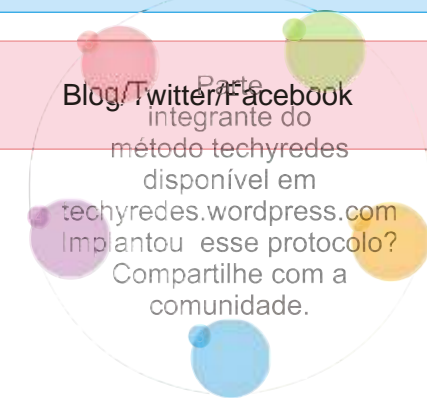 Blog/Twitter/Facebook
Parte
integrante do
método techyredes
disponível em
techyredes.wordpress.com
Implantou esse protocolo?
Compartilhe com a
comunidade.